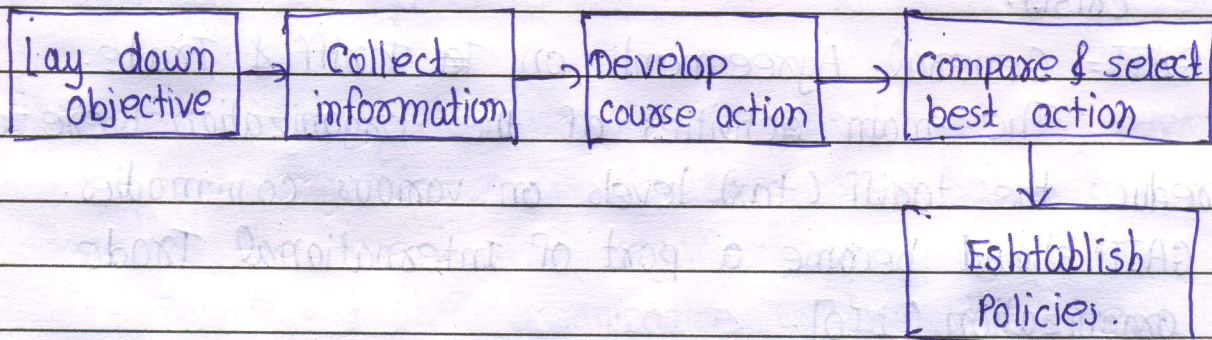 Lay down
Objective
Collect
information
Develop
course action
Compare & select
best action
Eshtablish
Policies.